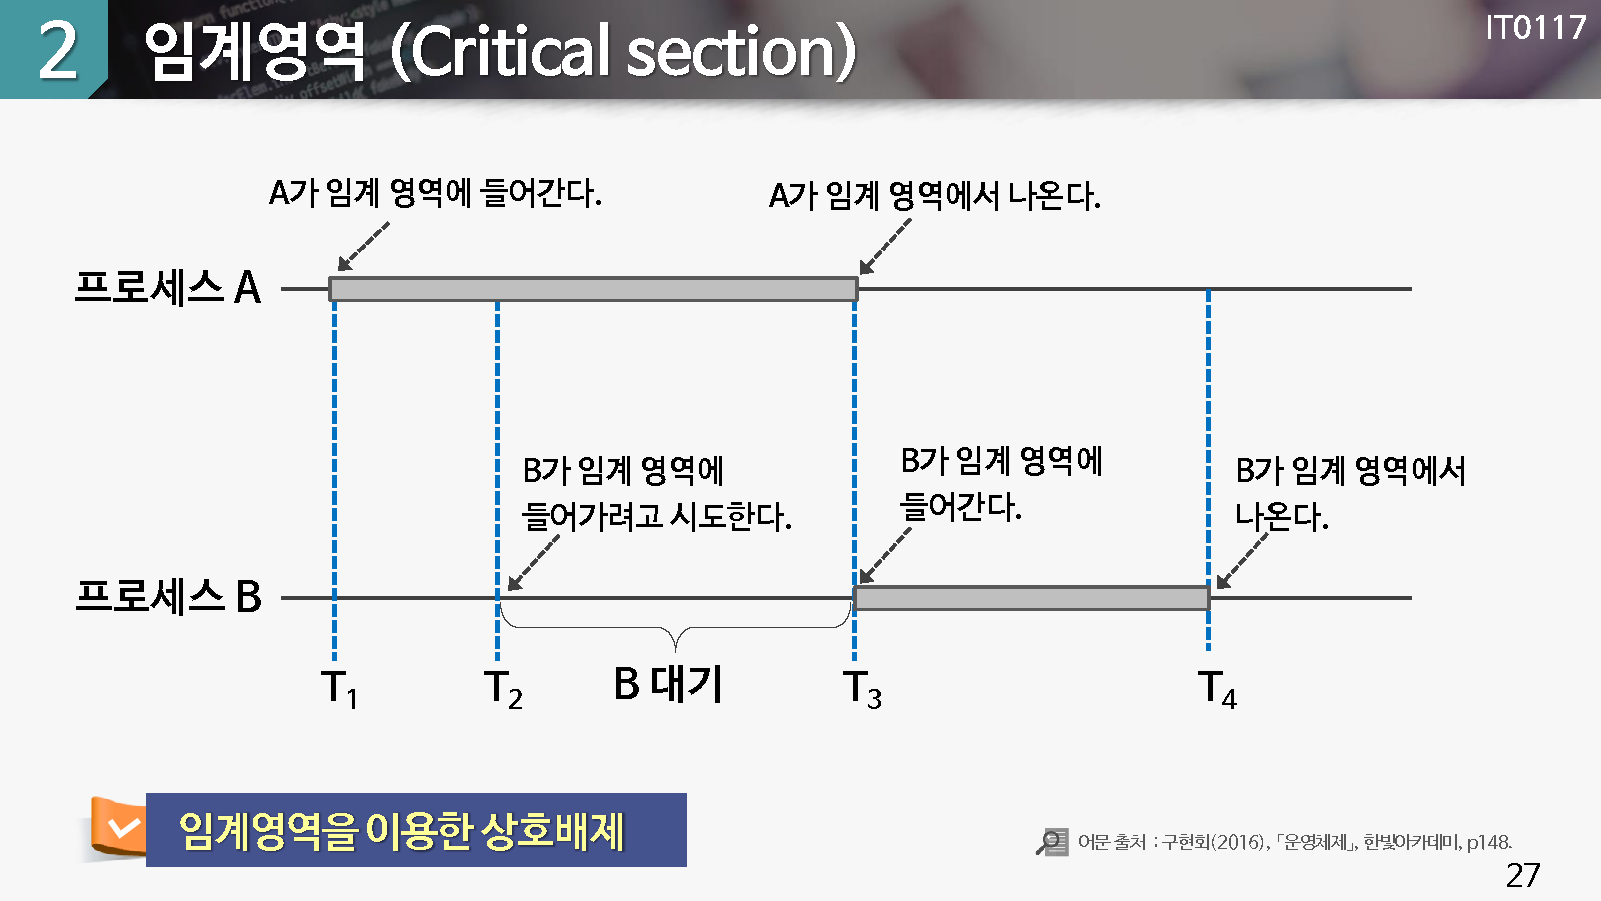 2
임계영역 (Critical section)
IT0117
A가 임계 영역에 들어간다.
A가 임계 영역에서 나온다.
프로세스 A
B가 임계 영역에
들어가려고 시도한다.
B가 임계 영역에
들어간다.
B가 임계 영역에서
나온다.
프로세스 B
T1
T2
B 대기
T3
T4
임계영역을 이용한 상호배제
어문 출처 : 구현회(2016), 「운영체제」, 한빛아카데미, p148.
27